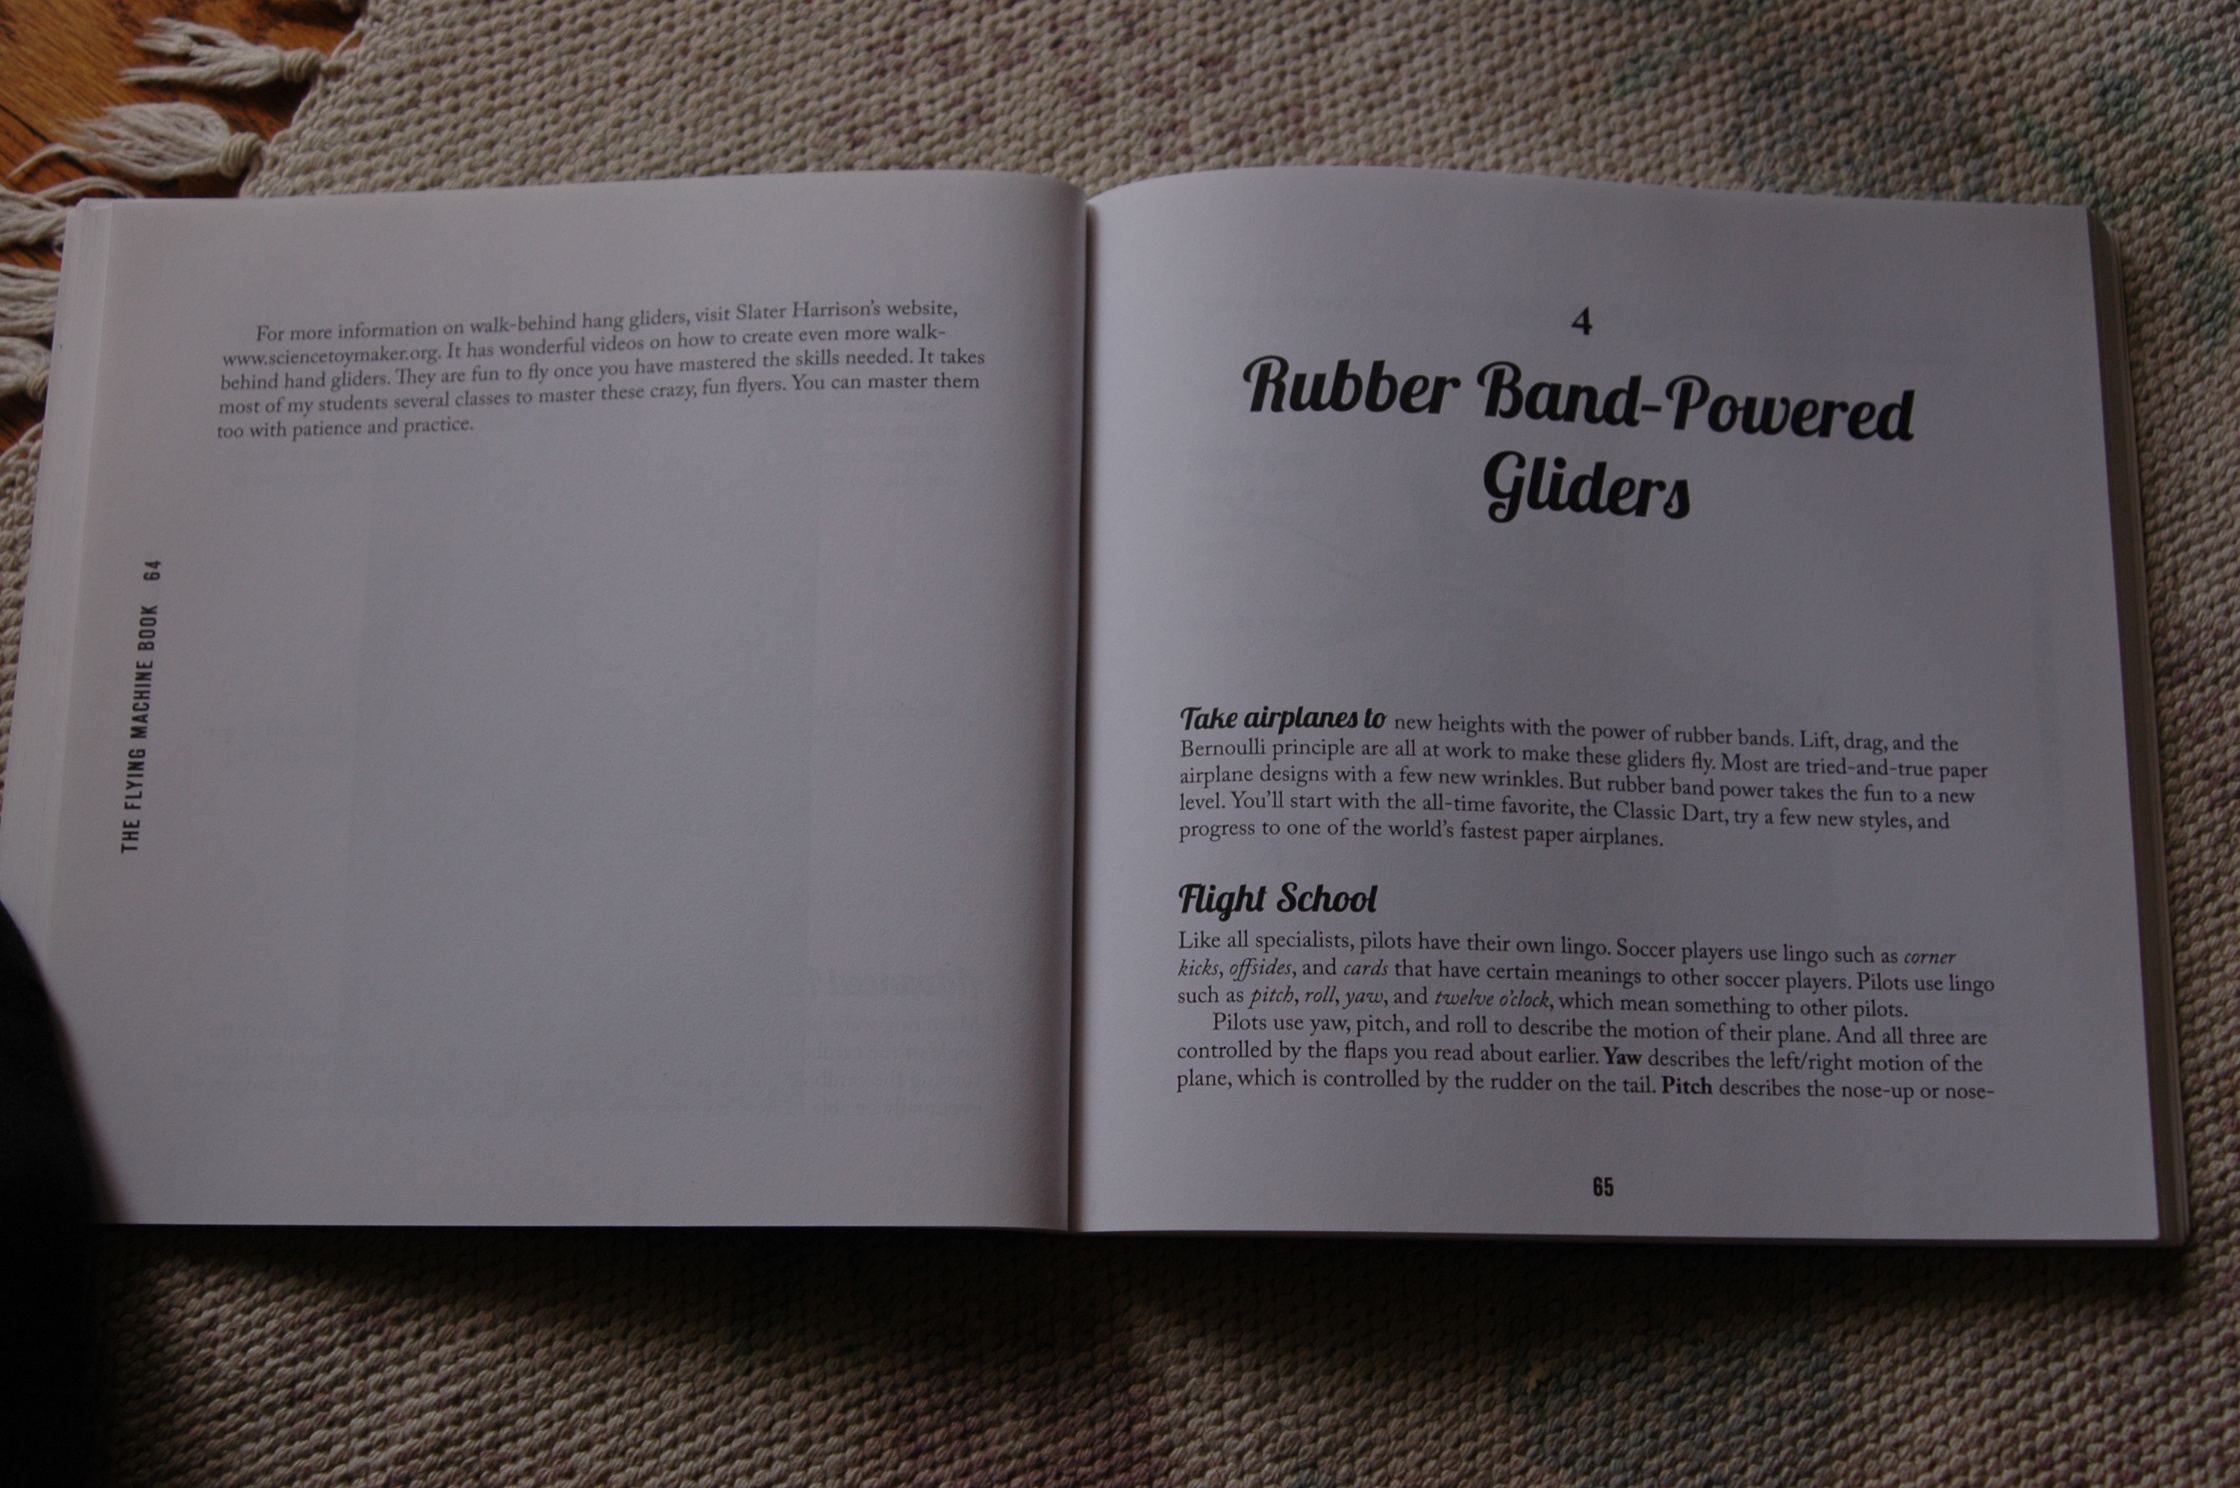 For more information on walk-behind hang gliders, visit Slater Harrison's website,
www.sciencetoymaker.org. It has wonderful videos on how to create even more walk-
behind hand gliders. They are fun to fly once you have mastered the skills needed. It takes
most of my students several classes to master these crazy, fun flyers. You can master them
too with patience and practice.
THE FLYING MACHINE BOOK 64
4
Rubber Band-Powered
Gliders
Take airplanes to new heights with the power of rubber bands. Lift, drag, and the
Bernoulli principle are all at work to make these gliders fly. Most are tried-and-true paper
airplane designs with a few new wrinkles. But rubber band power takes the fun to a new
level. You'll start with the all-time favorite, the Classic Dart, try a few new styles, and
progress to one of the world's fastest paper airplanes.
Flight School
Like all specialists, pilots have their own lingo. Soccer players use lingo such as corner
kicks, offsides, and cards that have certain meanings to other soccer players. Pilots use lingo
such as pitch, roll, yaw, and twelve o'clock, which mean something to other pilots.
Pilots use yaw, pitch, and roll to describe the motion of their plane. And all three are
controlled by the flaps you read about earlier. Yaw describes the left/right motion of the
plane, which is controlled by the rudder on the tail. Pitch describes the nose-up or nose-
65